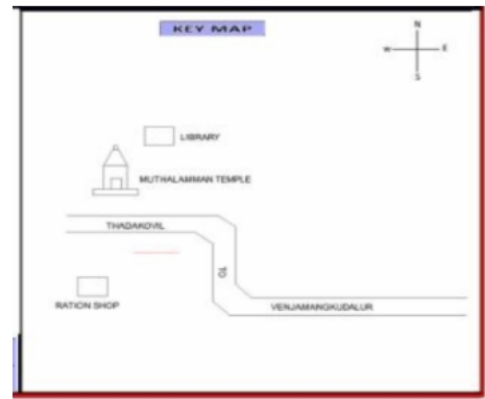 KEY MAP
N
W E
S
LIBRARY
MUTHALAMMAN TEMPLE
THADAKOVIL
TO
RATION SHOP
VENJAMANGKUDALUR